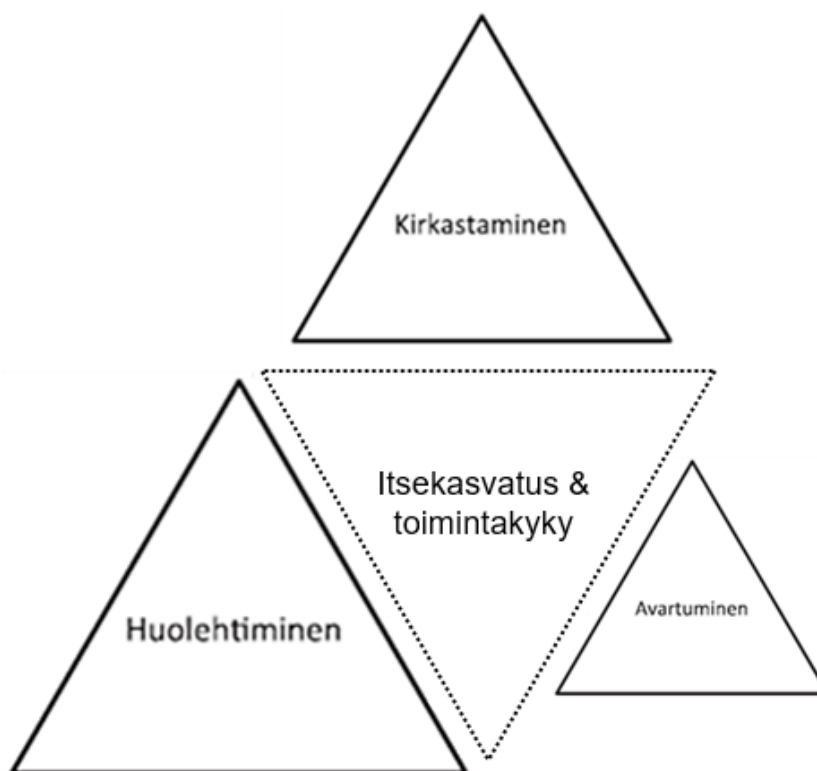 Kirkastaminen
Itsekasvatus &
toimintakyky
Huolehtiminen
Avartuminen